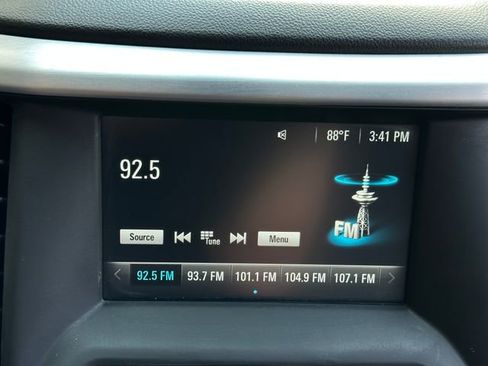 88°F 3:41 PM
92.5
FM
Source Tune Menu
92.5 FM 93.7 FM 101.1 FM 104.9 FM 107.1 FM